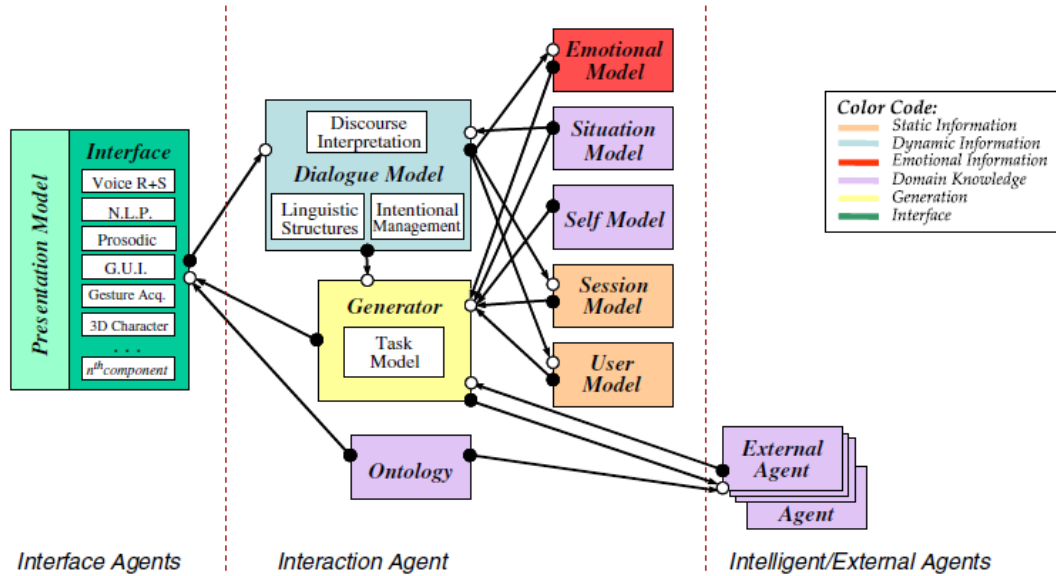 Presentation Model
Interface
Voice R+S
N.L.P.
Prosodic
G.U.I.
Gesture Acq.
3D Character
. . .
nth component
Discourse
Interpretation
Dialogue Model
Linguistic
Structures
Intentional
Management
Generator
Task
Model
Ontology
Emotional
Model
Situation
Model
Self Model
Session
Model
User
Model
External
Agent
Agent
Color Code:
Static Information
Dynamic Information
Emotional Information
Domain Knowledge
Generation
Interface
Interface Agents
Interaction Agent
Intelligent/External Agents